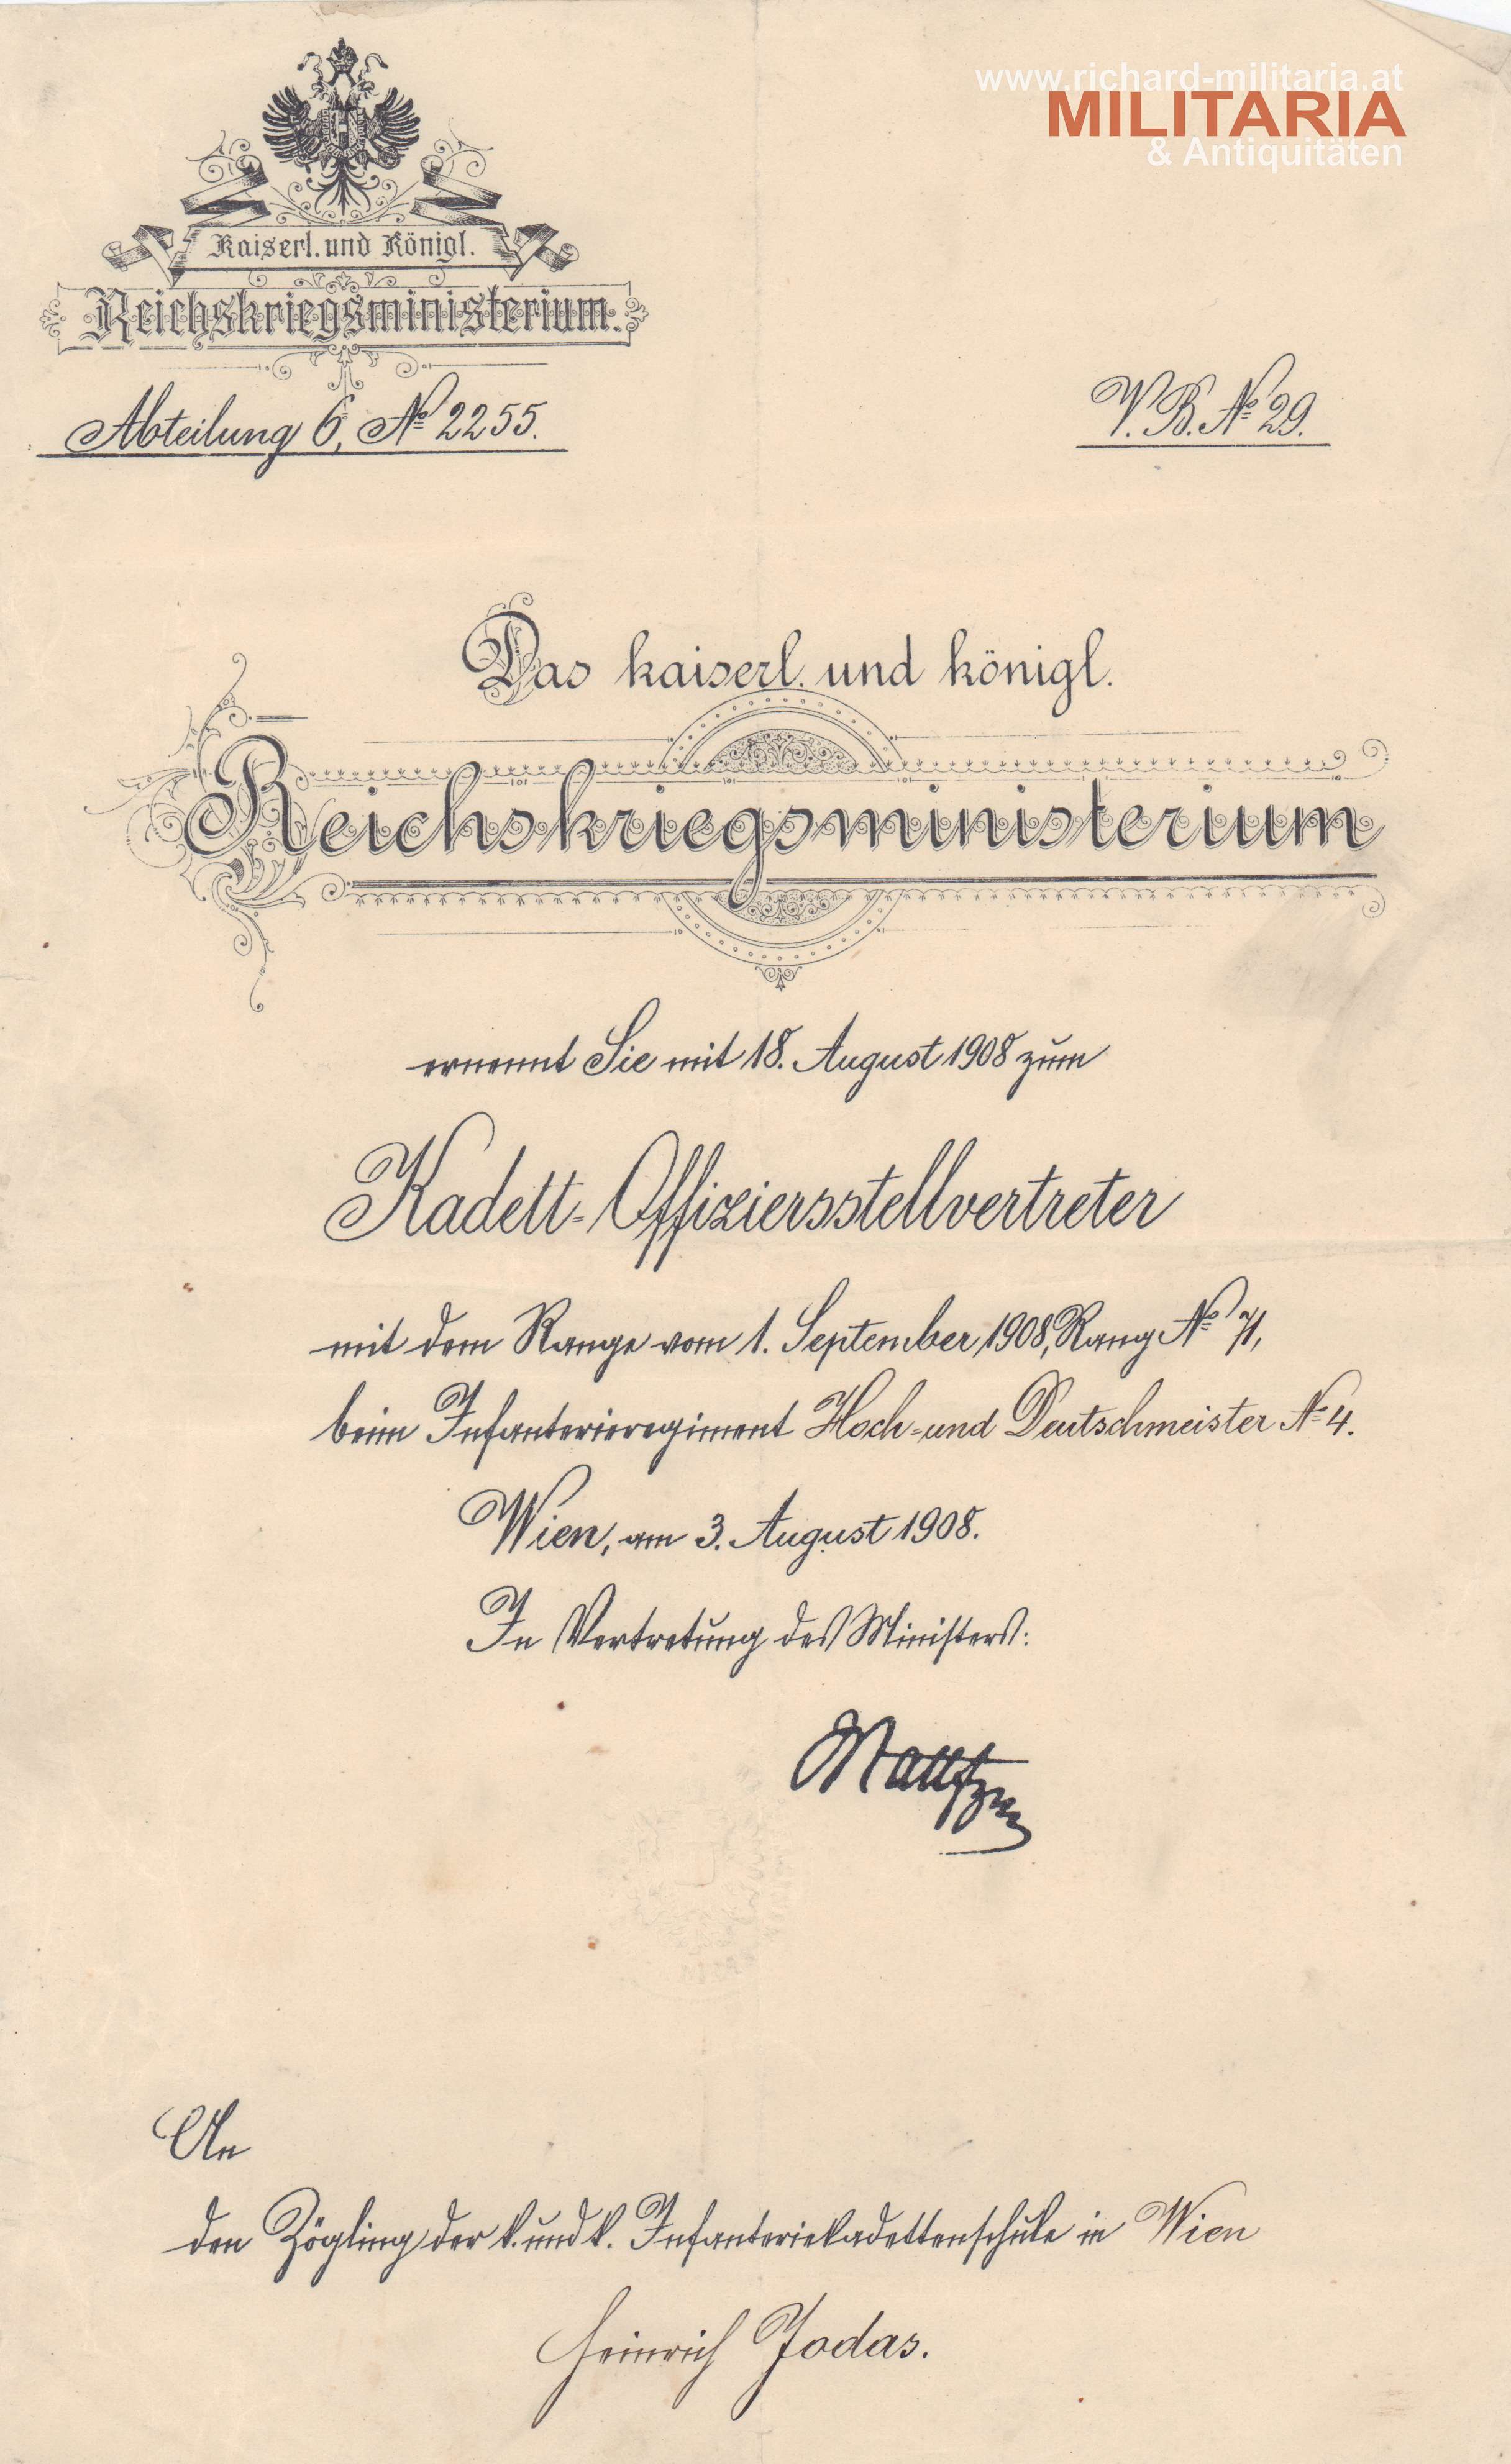 www.richard-militaria.at
MILITARIA
& Antiquitäten
Kaiserl. und Königl.
Reichskriegsministerium.
Abteilung 6, № 2255.
V. B. № 29.
Das kaiserl. und königl.
Reichskriegsministerium
ernennt Sie mit 18. August 1908 zum
Kadett-Offiziersstellvertreter
mit dem Range vom 1. September 1908, Rang № 71,
beim Infanterieregiment Hoch- und Deutschmeister № 4.
Wien, am 3. August 1908.
In Vertretung des Ministers:
An
den Zögling der k. und k. Infanteriekadettenschule in Wien
Heinrich Jodas.